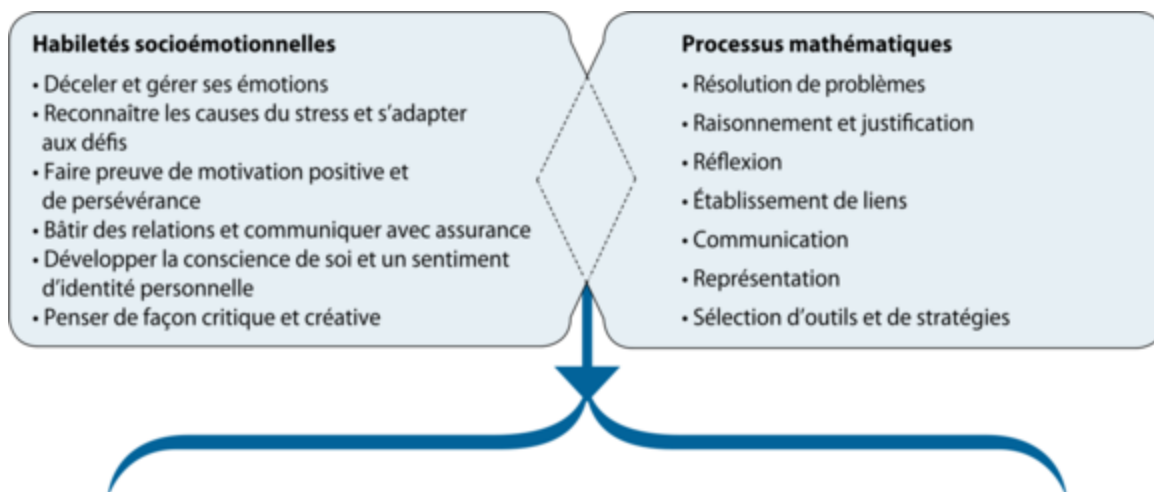 Habiletés socioémotionnelles
• Déceler et gérer ses émotions
• Reconnaître les causes du stress et s'adapter
aux défis
• Faire preuve de motivation positive et
de persévérance
• Bâtir des relations et communiquer avec assurance
• Développer la conscience de soi et un sentiment
d'identité personnelle
• Penser de façon critique et créative
Processus mathématiques
• Résolution de problèmes
• Raisonnement et justification
• Réflexion
• Établissement de liens
• Communication
• Représentation
• Sélection d'outils et de stratégies